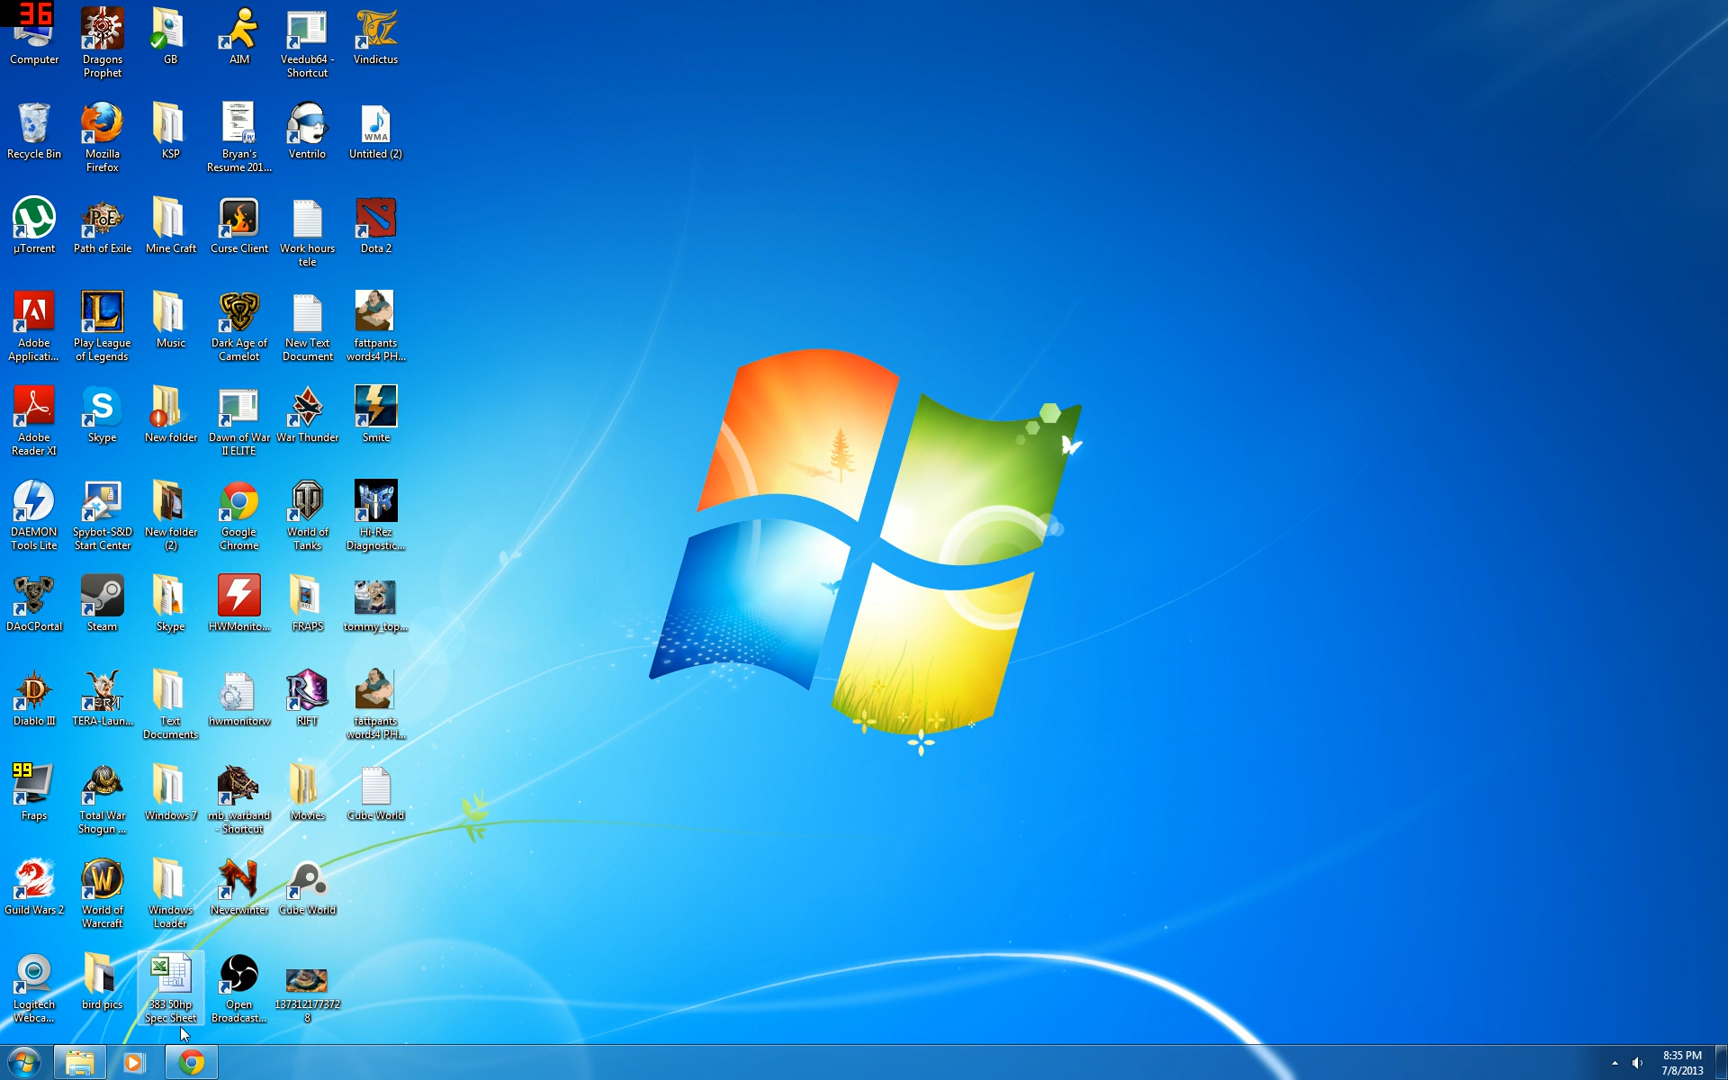 36
Computer
Dragons
Prophet
GB
AIM
Veedub64 -
Shortcut
Vindictus
Recycle Bin
Mozilla
Firefox
KSP
Bryan's
Resume 201...
Ventrilo
WMA
Untitled (2)
µTorrent
Path of Exile
Mine Craft
Curse Client
Work hours
tele
Dota 2
Adobe
Applicati...
Play League
of Legends
Music
Dark Age of
Camelot
New Text
Document
fattpants
words4 PH...
Adobe
Reader XI
Skype
New folder
Dawn of War
II ELITE
War Thunder
Smite
DAEMON
Tools Lite
Spybot-S&D
Start Center
New folder
(2)
Google
Chrome
World of
Tanks
Hi-Rez
Diagnostic...
DAoCPortal
Steam
Skype
HWMonito...
FRAPS
tommy_top...
Diablo III
TERA-Laun...
Text
Documents
hwmonitorw
RIFT
fattpants
words4 PH...
99
Fraps
Total War
Shogun ...
Windows 7
mb_warband
- Shortcut
Movies
Cube World
Guild Wars 2
World of
Warcraft
Windows
Loader
Neverwinter
Cube World
Logitech
Webca...
bird pics
383 50hp
Spec Sheet
Open
Broadcast...
137312177372
8
8:35 PM
7/8/2013